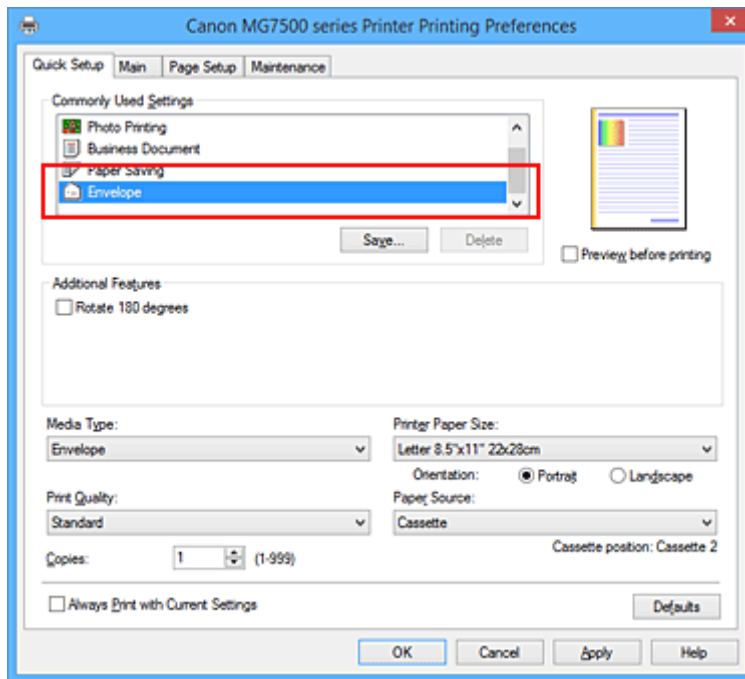 Canon MG7500 series Printer Printing Preferences
Quick Setup Main Page Setup Maintenance
Commonly Used Settings
Photo Printing
Business Document
Paper Saving
Envelope
Save... Delete
Preview before printing
Additional Features
Rotate 180 degrees
Media Type: Printer Paper Size:
Envelope Letter 8.5"x11" 22x28cm
Orientation: Portrait Landscape
Print Quality: Paper Source:
Standard Cassette
Cassette position: Cassette 2
Copies: 1 (1-999)
Always Print with Current Settings Defaults
OK Cancel Apply Help